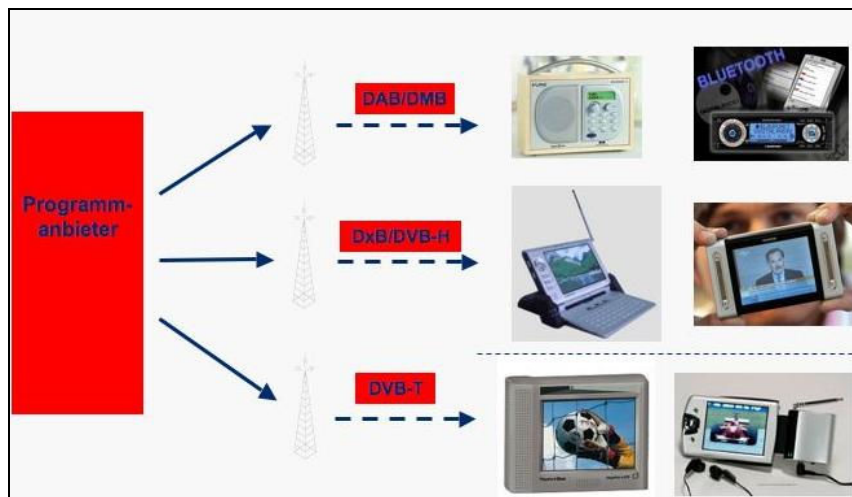 Programm-
anbieter
DAB/DMB
BLUETOOTH
DxB/DVB-H
DVB-T